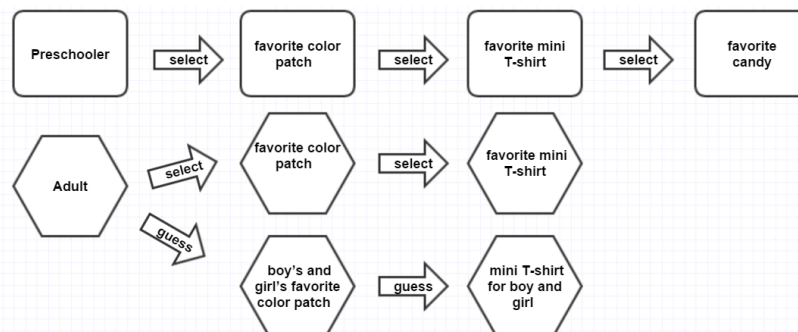 Preschooler
select
favorite color
patch
select
favorite mini
T-shirt
select
favorite
candy
Adult
select
favorite color
patch
select
favorite mini
T-shirt
guess
boy's and
girl's favorite
color patch
guess
mini T-shirt
for boy and
girl